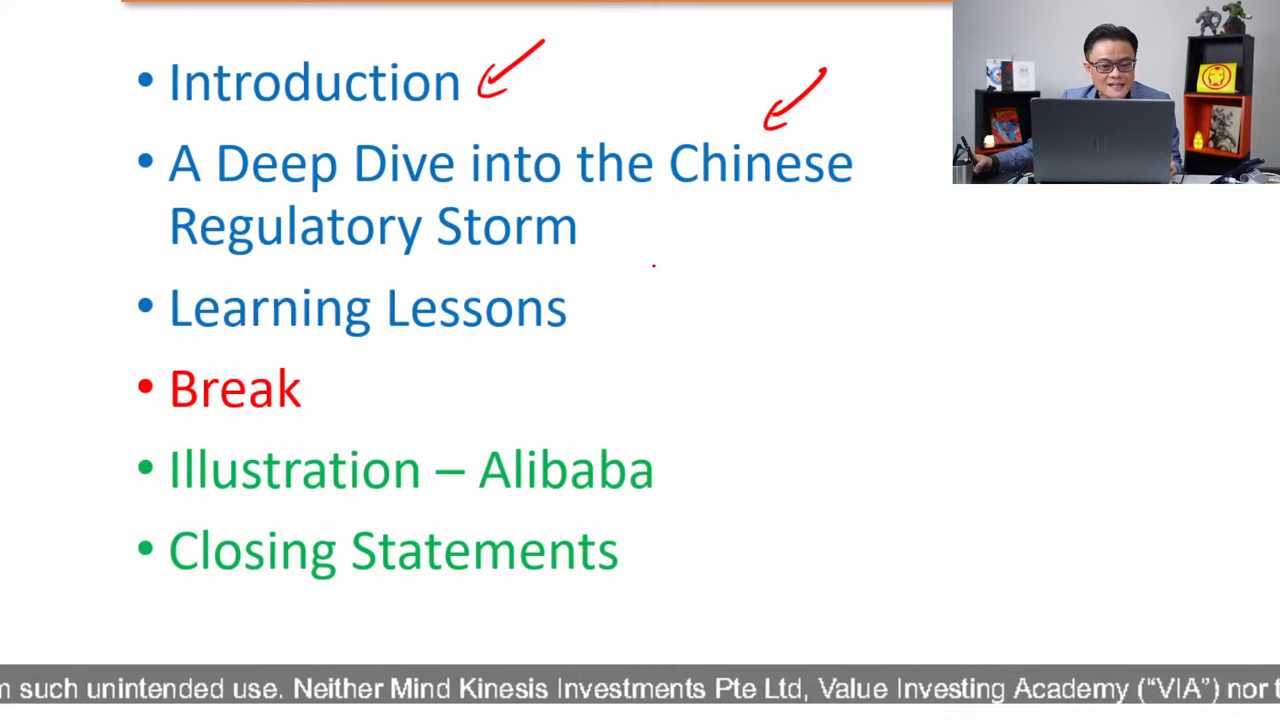 • Introduction
• A Deep Dive into the Chinese
Regulatory Storm
• Learning Lessons
• Break
• Illustration – Alibaba
• Closing Statements
such unintended use. Neither Mind Kinesis Investments Pte Ltd, Value Investing Academy (“VIA”) nor